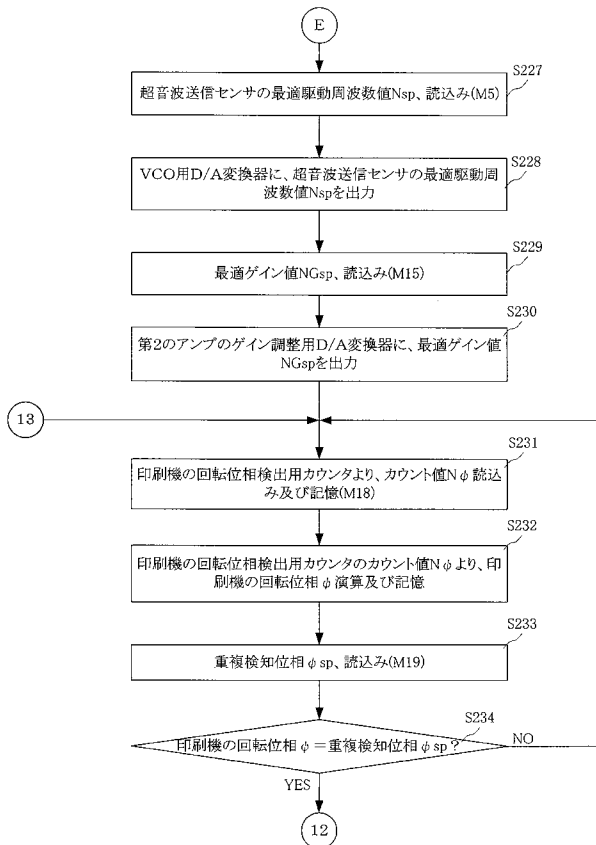 E
S227
超音波送信センサの最適駆動周波数値Nsp、読込み(M5)
S228
VCO用D/A変換器に、超音波送信センサの最適駆動周
波数値Nspを出力
S229
最適ゲイン値NGsp、読込み(M15)
S230
第2のアンプのゲイン調整用D/A変換器に、最適ゲイン値
NGspを出力
13
S231
印刷機の回転位相検出用カウンタより、カウント値Nφ読込
み及び記憶(M18)
S232
印刷機の回転位相検出用カウンタのカウント値Nφより、印
刷機の回転位相φ演算及び記憶
S233
重複検知位相φsp、読込み(M19)
S234
印刷機の回転位相φ=重複検知位相φsp?
NO
YES
12